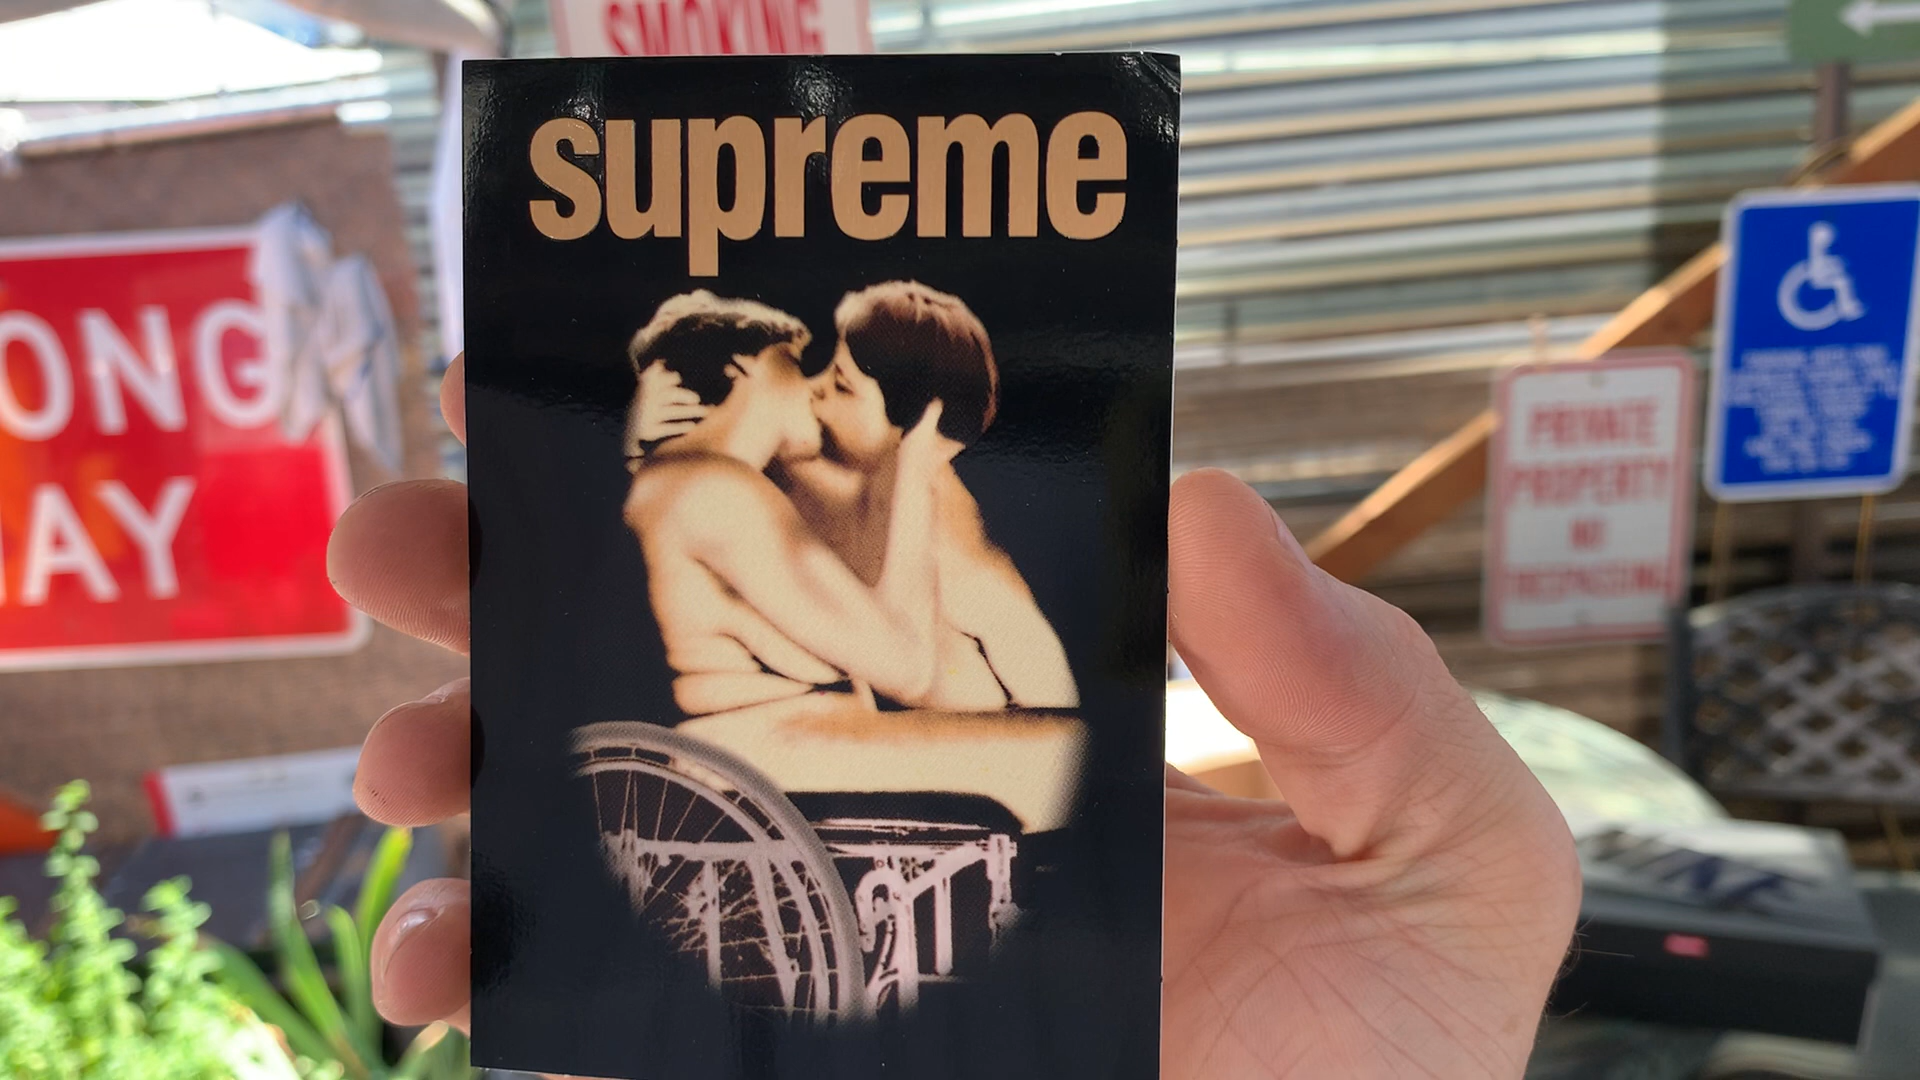 SMOKING
supreme
ONG
AY
PRIVATE
PROPERTY
NO
TRESPASSING